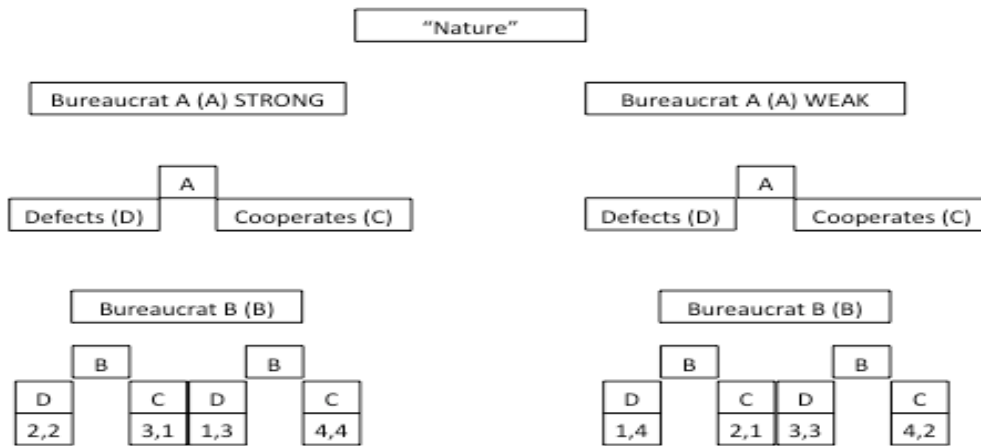 “Nature”
Bureaucrat A (A) STRONG Bureaucrat A (A) WEAK
A A
Defects (D) Cooperates (C) Defects (D) Cooperates (C)
Bureaucrat B (B) Bureaucrat B (B)
B B B B
D C D C D C D C
2,2 3,1 1,3 4,4 1,4 2,1 3,3 4,2